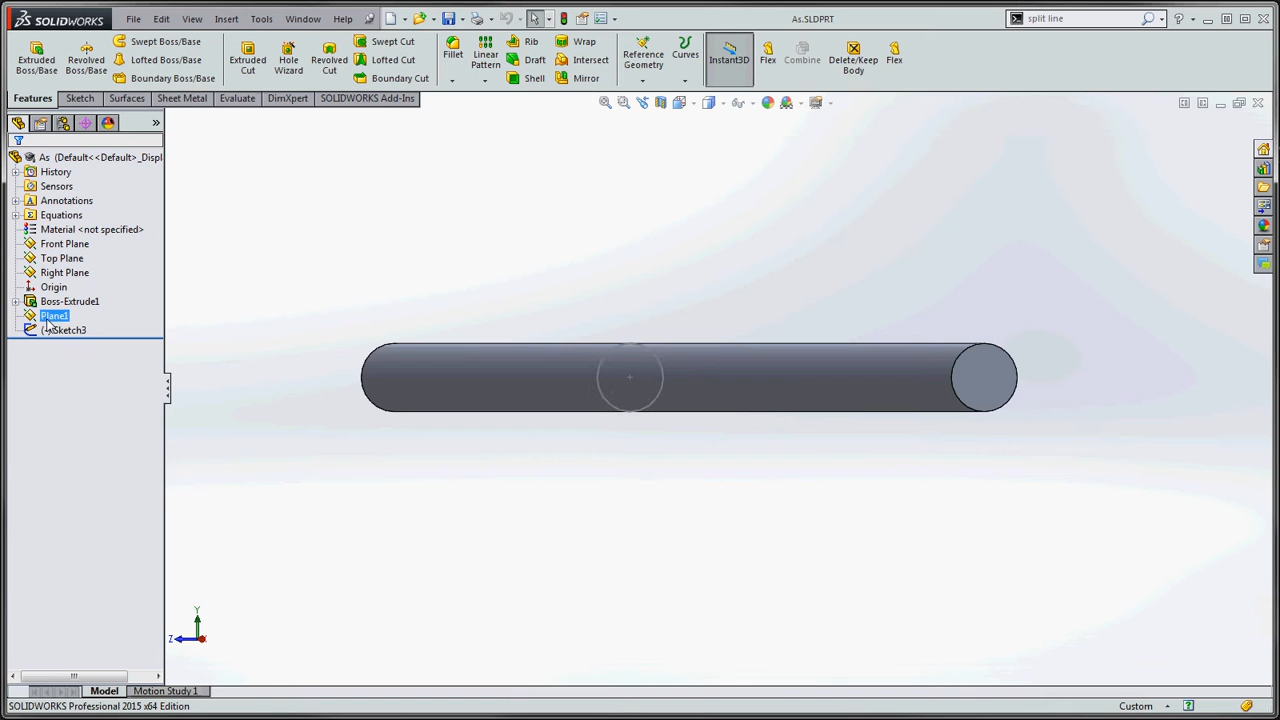 SOLIDWORKS File Edit View Insert Tools Window Help As.SLDPRT split line
Extruded Boss/Base
Revolved Boss/Base
Swept Boss/Base
Lofted Boss/Base
Boundary Boss/Base
Extruded Cut
Hole Wizard
Revolved Cut
Swept Cut
Lofted Cut
Boundary Cut
Fillet
Linear Pattern
Rib
Draft
Shell
Wrap
Intersect
Mirror
Reference Geometry
Curves
Instant3D
Flex
Combine
Delete/Keep Body
Flex
Features Sketch Surfaces Sheet Metal Evaluate DimXpert SOLIDWORKS Add-Ins
As (Default<<Default>_Displ
History
Sensors
Annotations
Equations
Material <not specified>
Front Plane
Top Plane
Right Plane
Origin
Boss-Extrude1
Plane1
(-) Sketch3
Y
Z
Model Motion Study 1
SOLIDWORKS Professional 2015 x64 Edition Custom